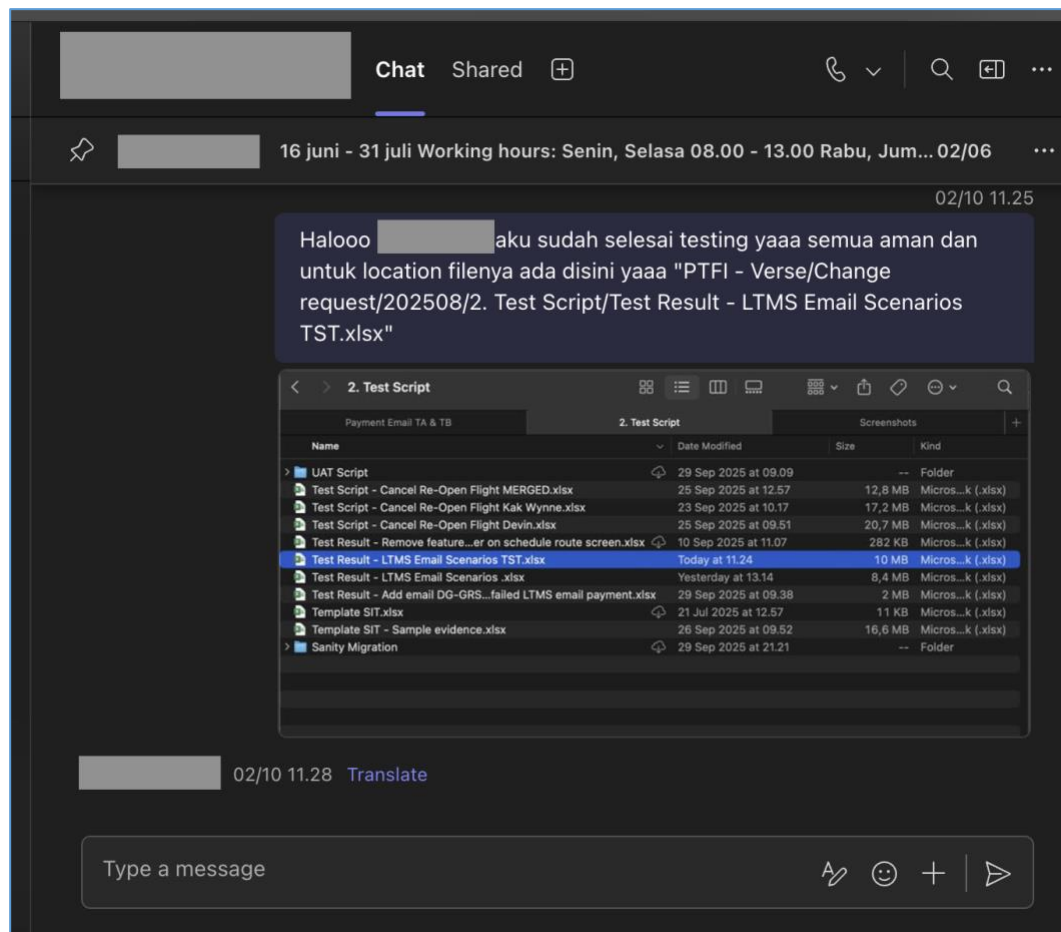 Chat Shared
16 juni - 31 juli Working hours: Senin, Selasa 08.00 - 13.00 Rabu, Jum... 02/06
02/10 11.25
Halooo aku sudah selesai testing yaaa semua aman dan
untuk location filenya ada disini yaaa "PTFI - Verse/Change
request/202508/2. Test Script/Test Result - LTMS Email Scenarios
TST.xlsx"
2. Test Script
Payment Email TA & TB 2. Test Script Screenshots
Name Date Modified Size Kind
UAT Script 29 Sep 2025 at 09.09 -- Folder
Test Script - Cancel Re-Open Flight MERGED.xlsx 25 Sep 2025 at 12.57 12,8 MB Micros...k (.xlsx)
Test Script - Cancel Re-Open Flight Kak Wynne.xlsx 23 Sep 2025 at 10.17 17,2 MB Micros...k (.xlsx)
Test Script - Cancel Re-Open Flight Devin.xlsx 25 Sep 2025 at 09.51 20,7 MB Micros...k (.xlsx)
Test Result - Remove feature...er on schedule route screen.xlsx 10 Sep 2025 at 11.07 282 KB Micros...k (.xlsx)
Test Result - LTMS Email Scenarios TST.xlsx Today at 11.24 10 MB Micros...k (.xlsx)
Test Result - LTMS Email Scenarios .xlsx Yesterday at 13.14 8,4 MB Micros...k (.xlsx)
Test Result - Add email DG-GRS...failed LTMS email payment.xlsx 29 Sep 2025 at 09.38 2 MB Micros...k (.xlsx)
Template SIT.xlsx 21 Jul 2025 at 12.57 11 KB Micros...k (.xlsx)
Template SIT - Sample evidence.xlsx 26 Sep 2025 at 09.52 16,6 MB Micros...k (.xlsx)
Sanity Migration 29 Sep 2025 at 21.21 -- Folder
02/10 11.28 Translate
Type a message